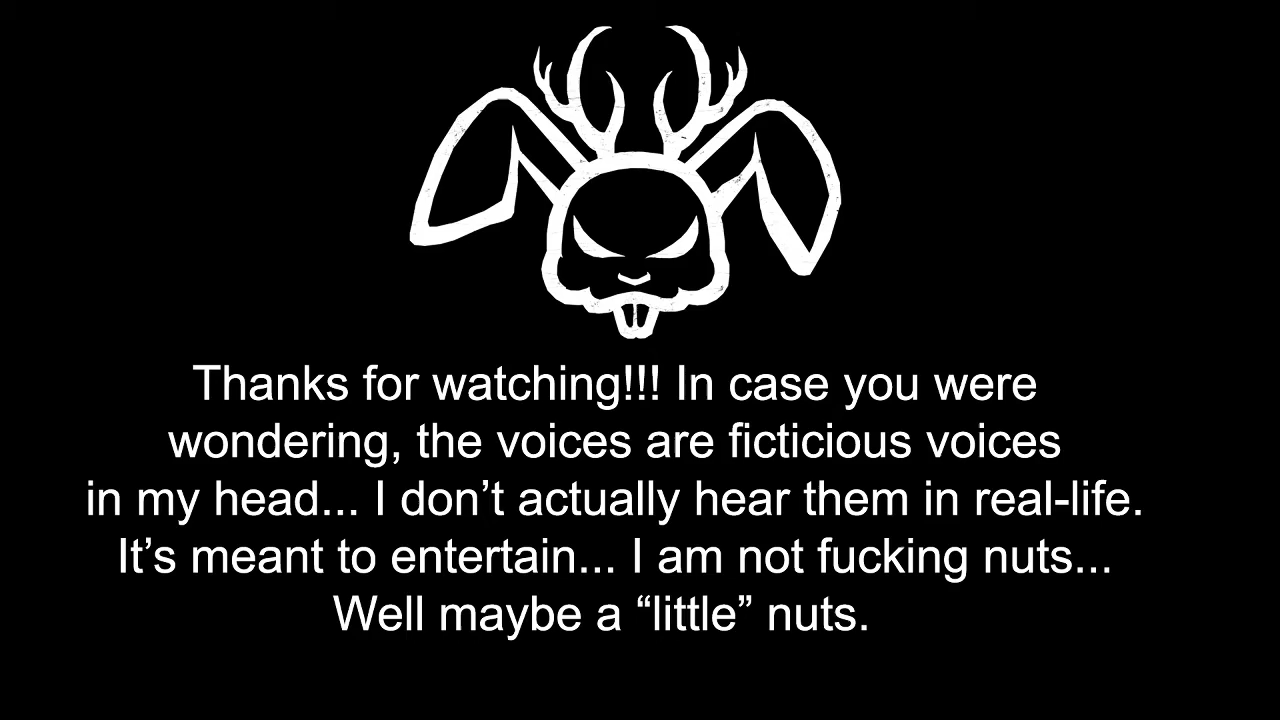 Thanks for watching!!! In case you were
wondering, the voices are ficticious voices
in my head... I don’t actually hear them in real-life.
It’s meant to entertain... I am not fucking nuts...
Well maybe a “little” nuts.